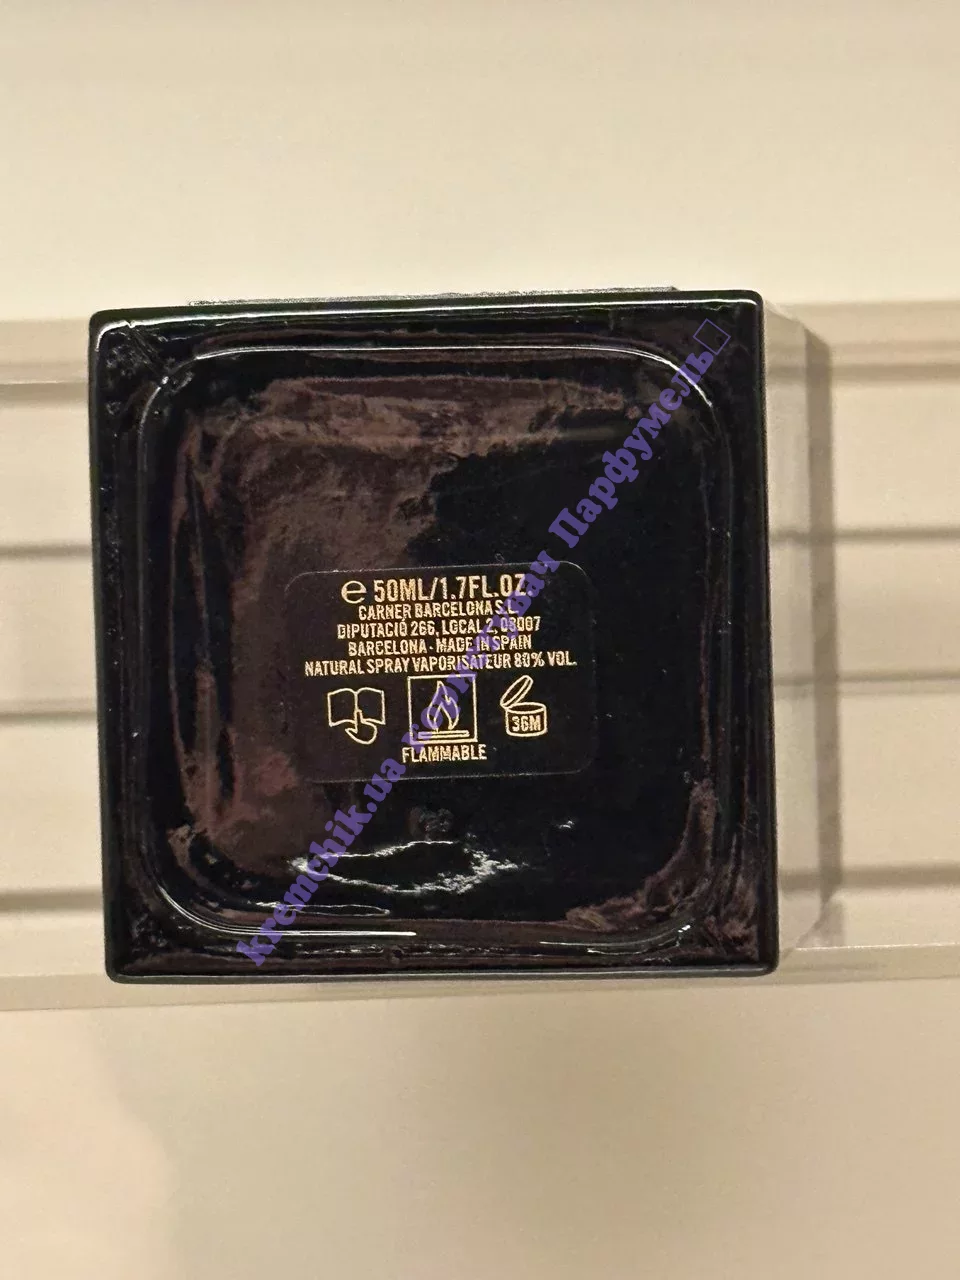 ℮ 50ML/1.7FL.OZ.
CARNER BARCELONA S.L.
DIPUTACIÓ 266, LOCAL 2, 08007
BARCELONA - MADE IN SPAIN
NATURAL SPRAY VAPORISATEUR 80% VOL.
36M
FLAMMABLE
kremchik.ua Користувач Парфумель